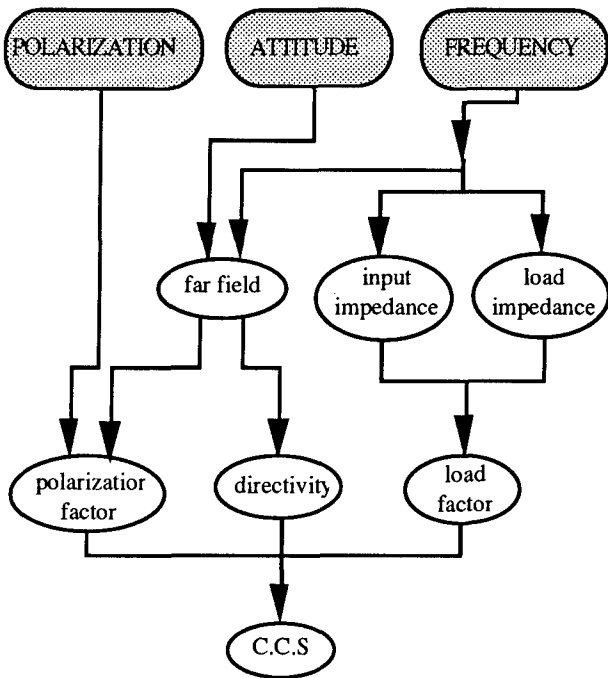 POLARIZATION
ATTITUDE
FREQUENCY
far field
input
impedance
load
impedance
polarizatior
factor
directivity
load
factor
C.C.S